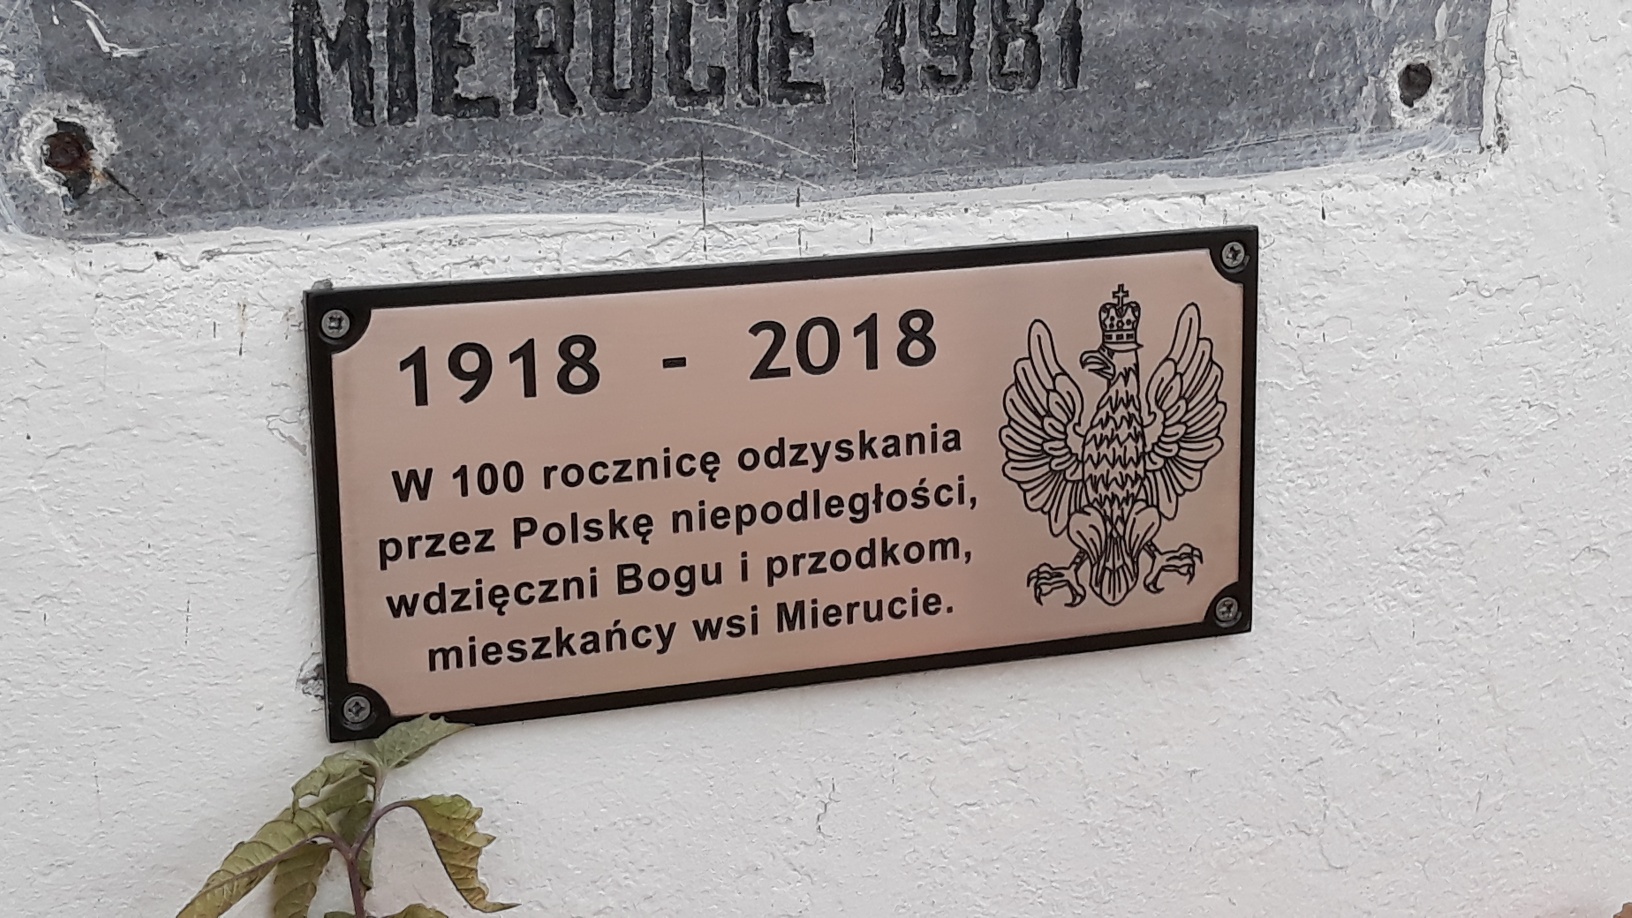 MIERUCIE 1981
1918 - 2018
W 100 rocznicę odzyskania
przez Polskę niepodległości,
wdzięczni Bogu i przodkom,
mieszkańcy wsi Mierucie.